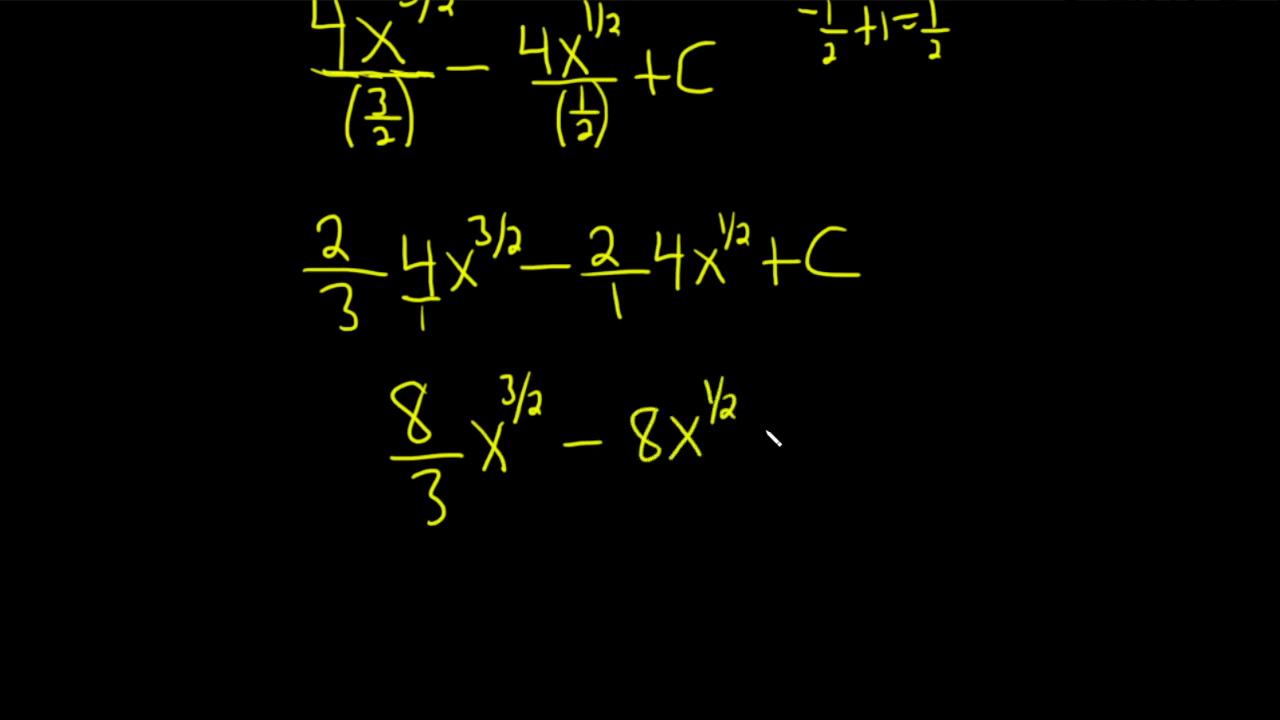 4x^3/2/(3/2) - 4x^1/2/(1/2) + C -1/2 + 1 = 1/2
2/3 4/1 x^3/2 - 2/1 4x^1/2 + C
8/3 x^3/2 - 8x^1/2